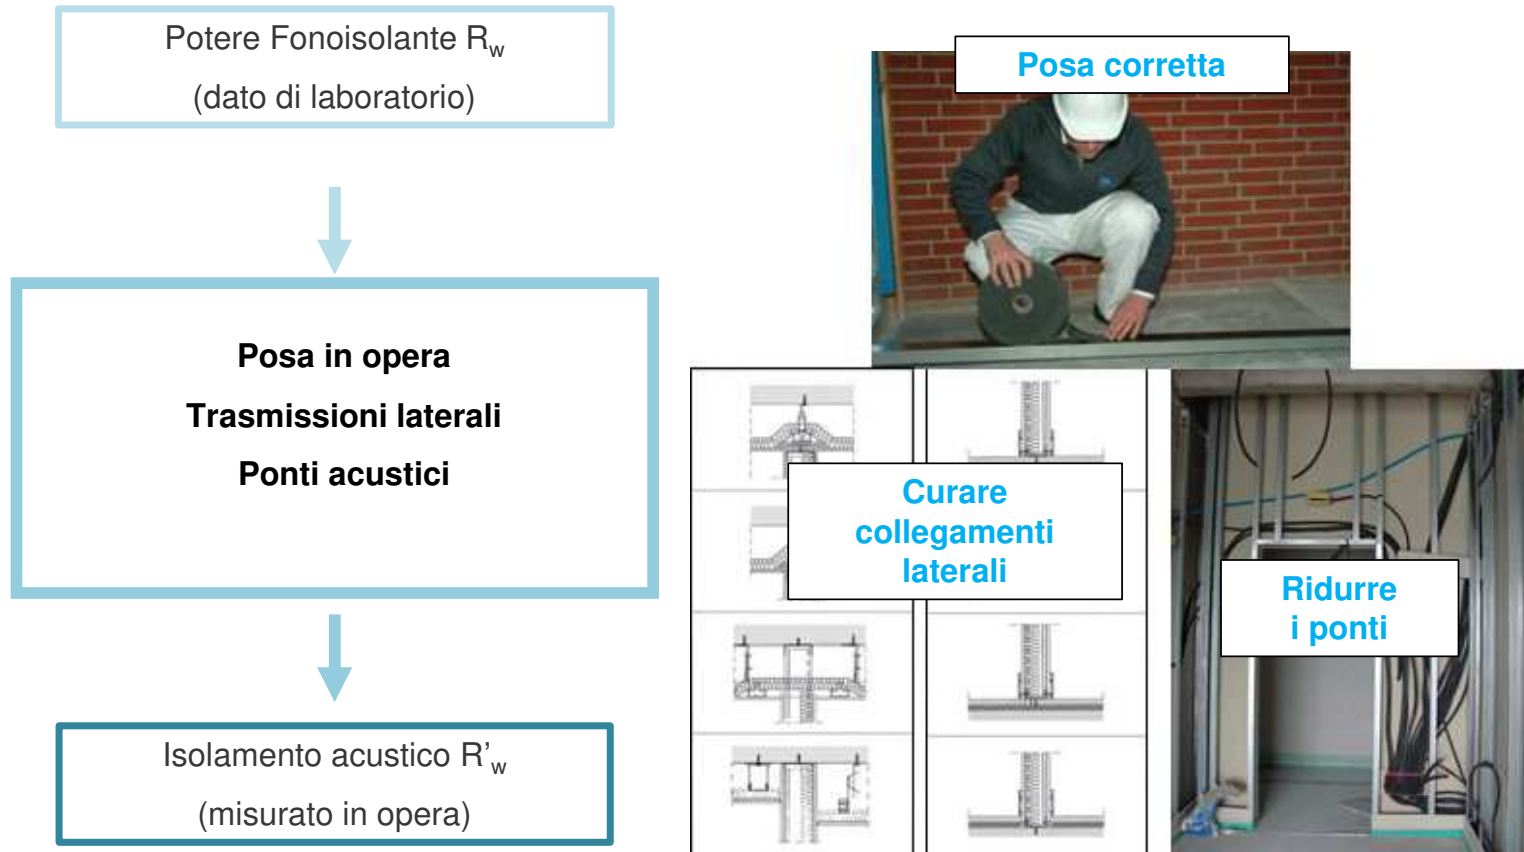 Potere Fonoisolante Rw
(dato di laboratorio)
Posa in opera
Trasmissioni laterali
Ponti acustici
Isolamento acustico R’w
(misurato in opera)
Posa corretta
Curare
collegamenti
laterali
Ridurre
i ponti